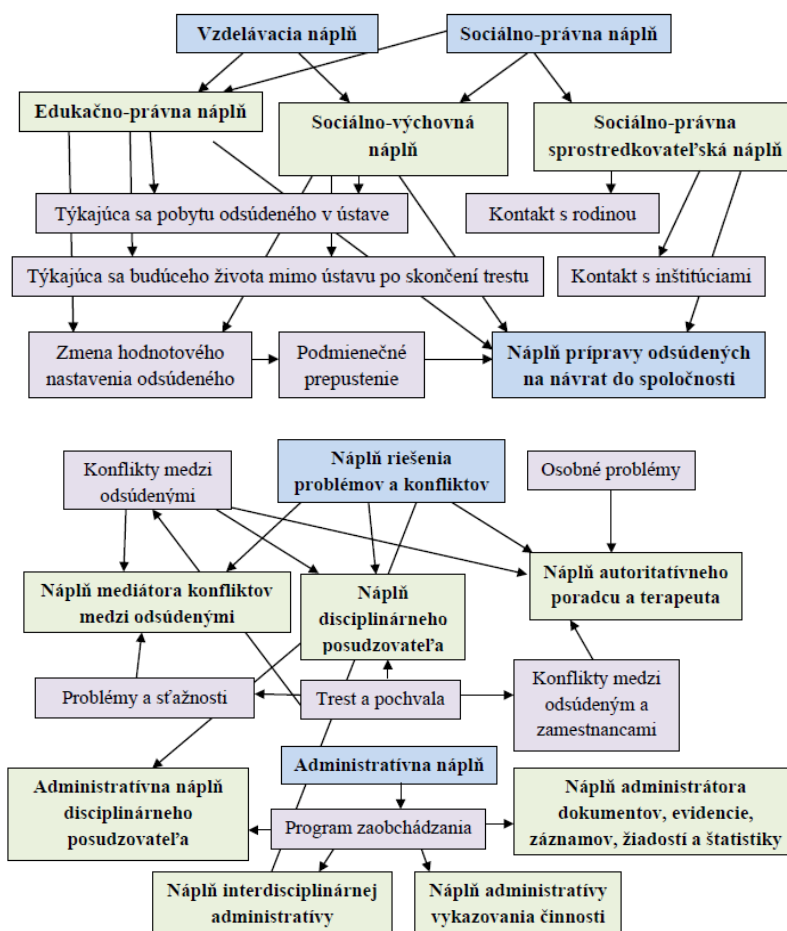 Vzdelávacia náplň
Sociálno-právna náplň
Edukačno-právna náplň
Sociálno-výchovná
náplň
Sociálno-právna
sprostredkovateľská náplň
Týkajúca sa pobytu odsúdeného v ústave
Kontakt s rodinou
Týkajúca sa budúceho života mimo ústavu po skončení trestu
Kontakt s inštitúciami
Zmena hodnotového
nastavenia odsúdeného
Podmienečné
prepustenie
Náplň prípravy odsúdených
na návrat do spoločnosti
Konflikty medzi
odsúdenými
Náplň riešenia
problémov a konfliktov
Osobné problémy
Náplň mediátora konfliktov
medzi odsúdenými
Náplň
disciplinárneho
posudzovateľa
Náplň autoritatívneho
poradcu a terapeuta
Problémy a sťažnosti
Trest a pochvala
Konflikty medzi
odsúdeným a
zamestnancami
Administratívna náplň
Administratívna náplň
disciplinárneho
posudzovateľa
Program zaobchádzania
Náplň administrátora
dokumentov, evidencie,
záznamov, žiadostí a štatistiky
Náplň interdisciplinárnej
administratívy
Náplň administratívy
vykazovania činnosti